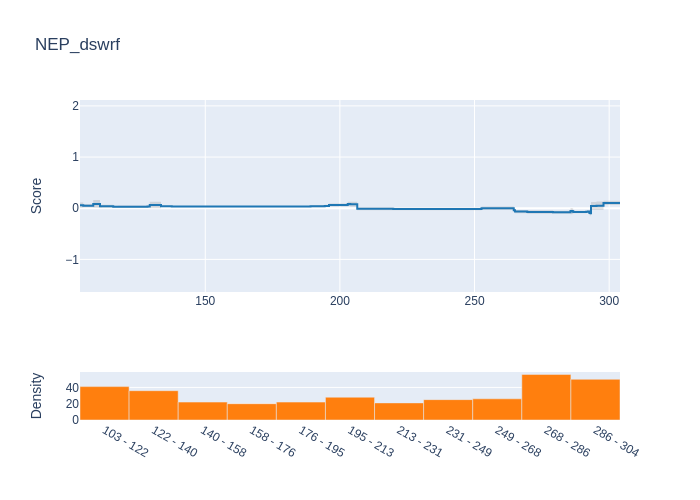 NEP_dswrf
Score
2
1
0
−1
150
200
250
300
Density
40
20
0
103 - 122
122 - 140
140 - 158
158 - 176
176 - 195
195 - 213
213 - 231
231 - 249
249 - 268
268 - 286
286 - 304